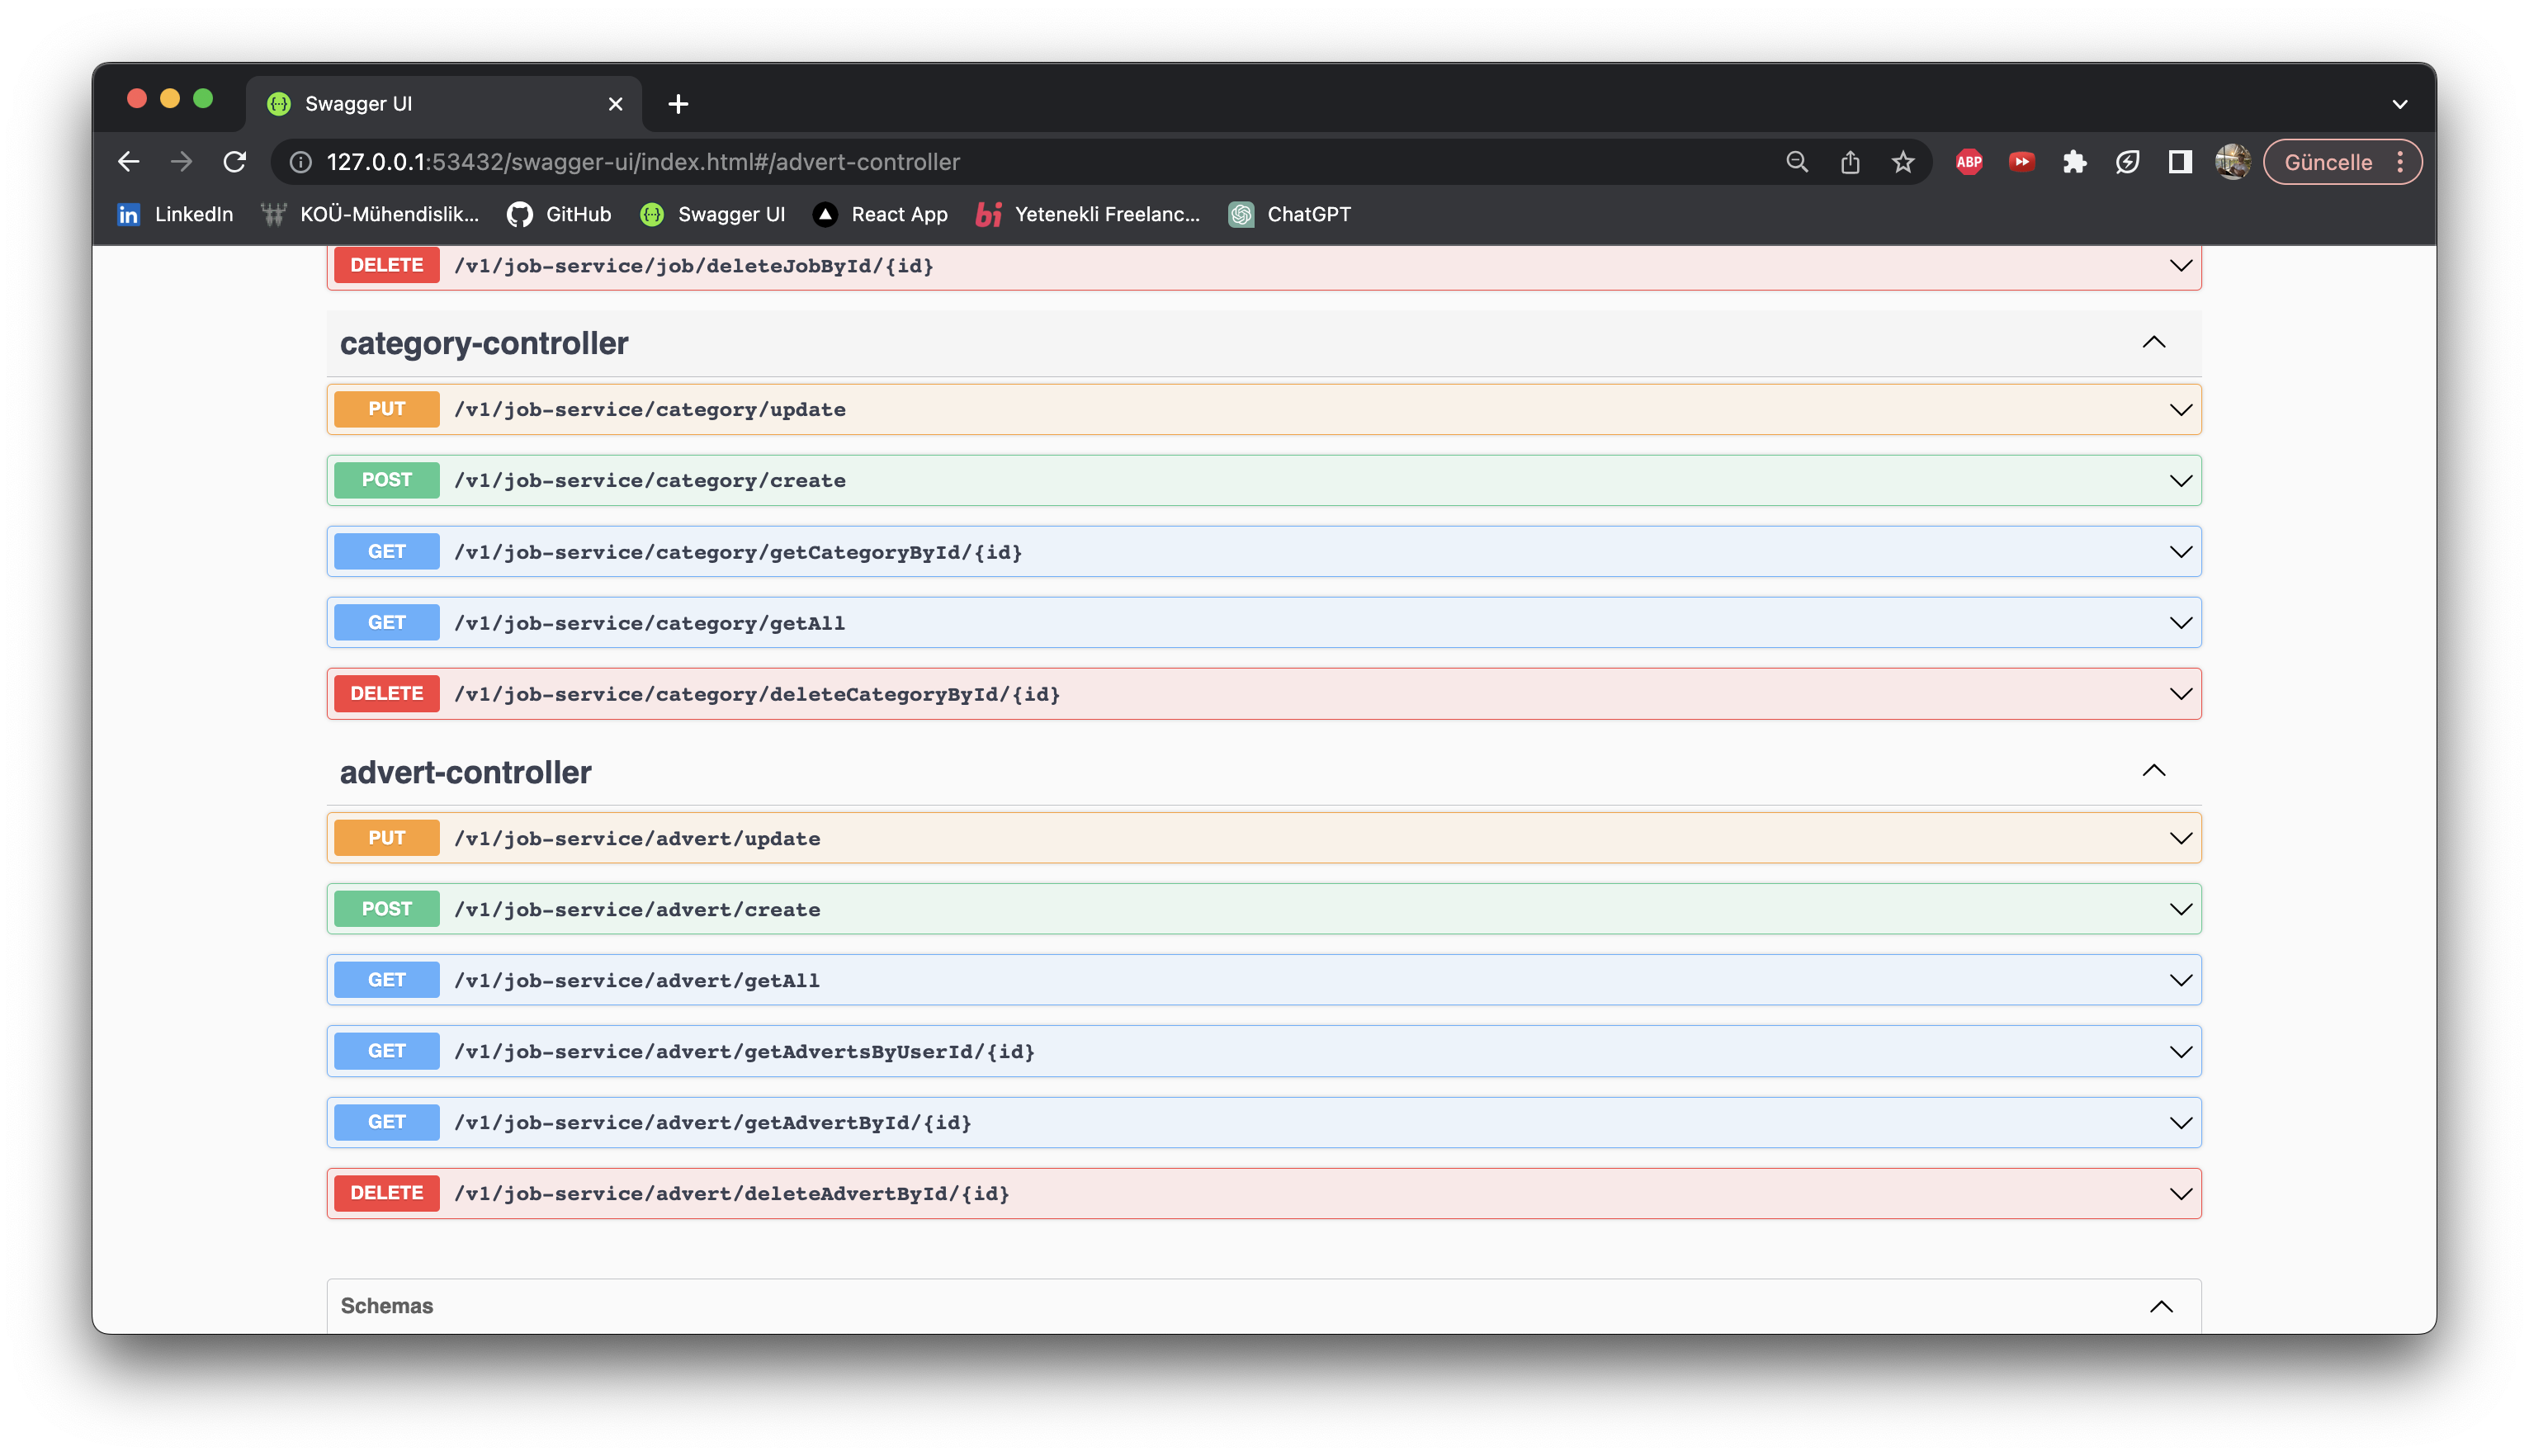 Swagger UI
127.0.0.1:53432/swagger-ui/index.html#/advert-controller
ABP
Güncelle
in LinkedIn
KOÜ-Mühendislik...
GitHub
Swagger UI
React App
bi Yetenekli Freelanc...
ChatGPT
DELETE /v1/job-service/job/deleteJobById/{id}
category-controller
PUT /v1/job-service/category/update
POST /v1/job-service/category/create
GET /v1/job-service/category/getCategoryById/{id}
GET /v1/job-service/category/getAll
DELETE /v1/job-service/category/deleteCategoryById/{id}
advert-controller
PUT /v1/job-service/advert/update
POST /v1/job-service/advert/create
GET /v1/job-service/advert/getAll
GET /v1/job-service/advert/getAdvertsByUserId/{id}
GET /v1/job-service/advert/getAdvertById/{id}
DELETE /v1/job-service/advert/deleteAdvertById/{id}
Schemas